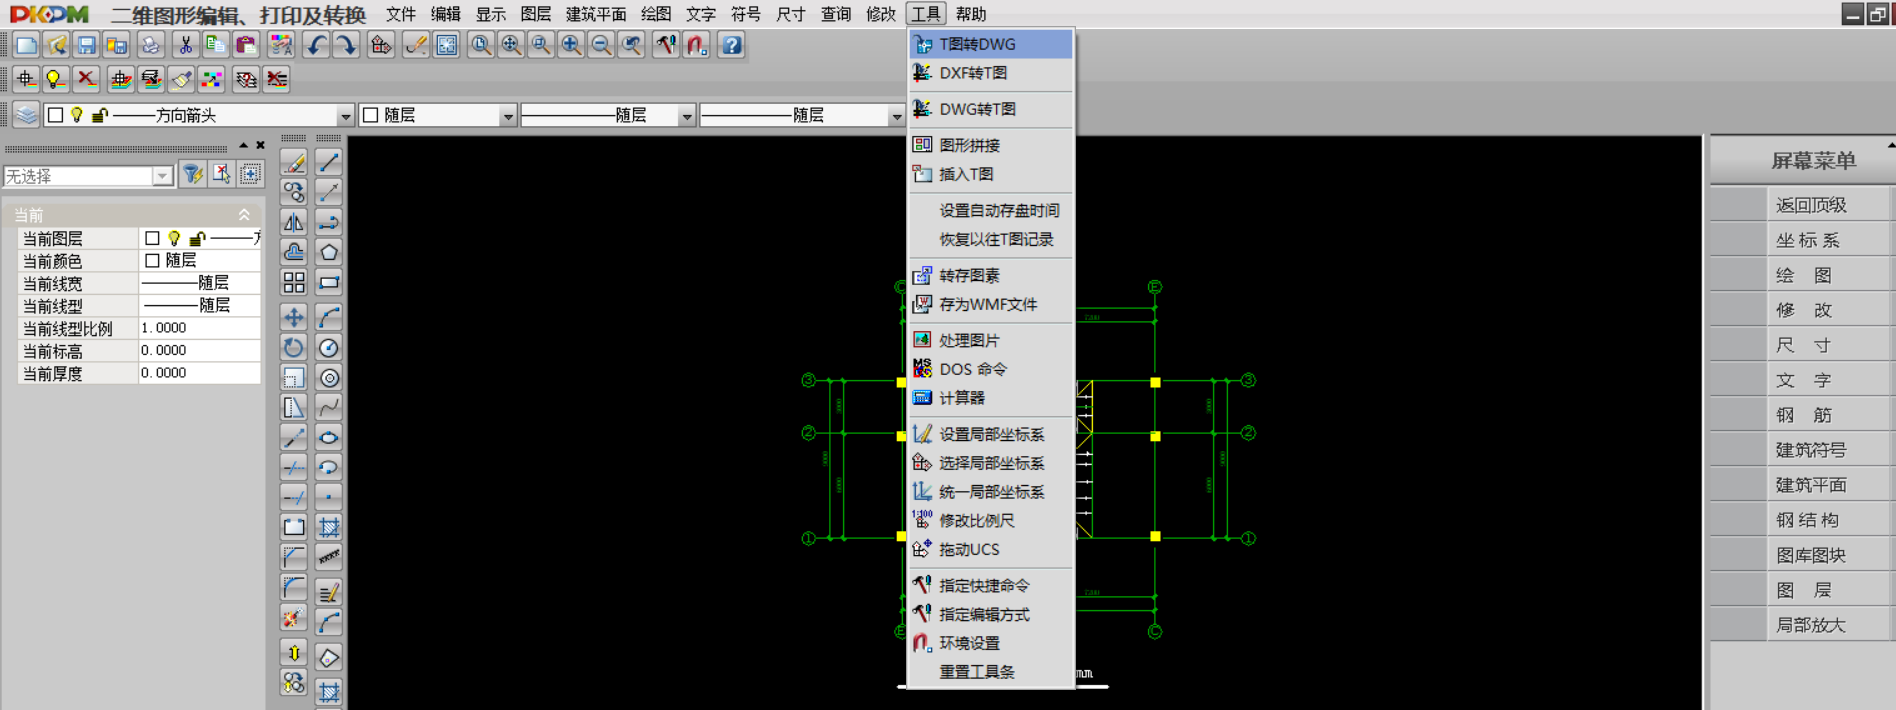 PKPM 二维图形编辑、打印及转换 文件 编辑 显示 图层 建筑平面 绘图 文字 符号 尺寸 查询 修改 工具 帮助
方向箭头 随层 随层 随层
无选择
当前
当前图层
当前颜色 随层
当前线宽 随层
当前线型 随层
当前线型比例 1.0000
当前标高 0.0000
当前厚度 0.0000
T图转DWG
DXF转T图
DWG转T图
图形拼接
插入T图
设置自动存盘时间
恢复以往T图记录
转存图素
存为WMF文件
处理图片
MS
DOS 命令
计算器
设置局部坐标系
选择局部坐标系
统一局部坐标系
1:100
修改比例尺
拖动UCS
指定快捷命令
指定编辑方式
环境设置
重置工具条
E
3 3
2 2
1 1
C
mm
屏幕菜单
返回顶级
坐标系
绘 图
修 改
尺 寸
文 字
钢 筋
建筑符号
建筑平面
钢结构
图库图块
图 层
局部放大